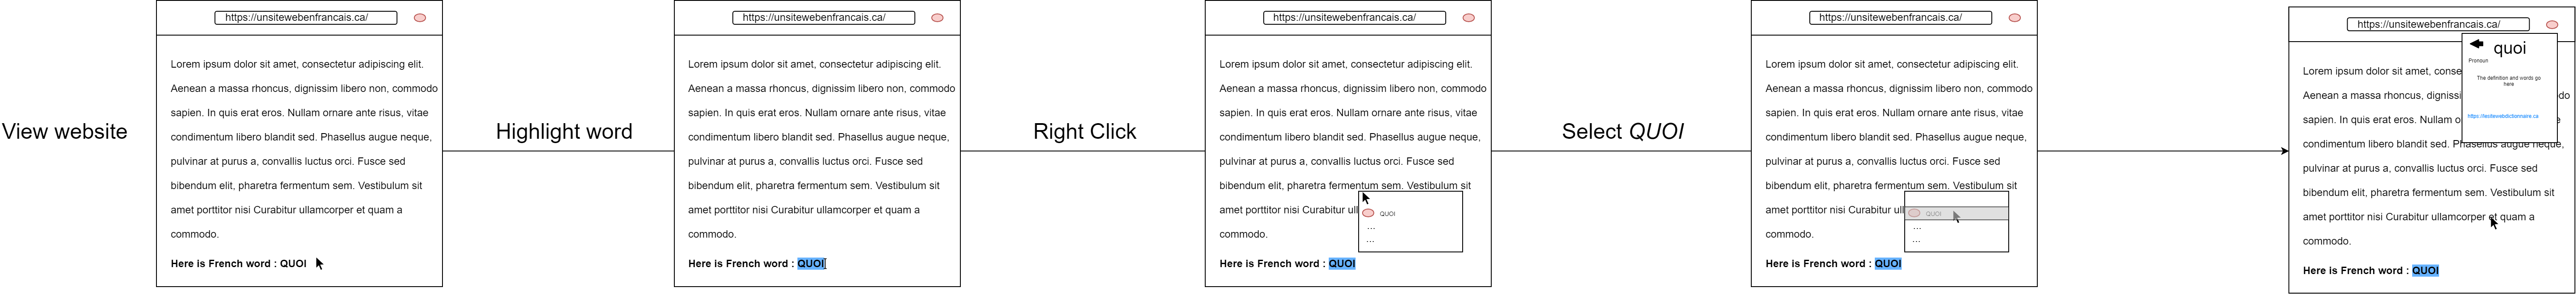 View website
https://unsitewebenfrancais.ca/
Lorem ipsum dolor sit amet, consectetur adipiscing elit.
Aenean a massa rhoncus, dignissim libero non, commodo
sapien. In quis erat eros. Nullam ornare ante risus, vitae
condimentum libero blandit sed. Phasellus augue neque,
pulvinar at purus a, convallis luctus orci. Fusce sed
bibendum elit, pharetra fermentum sem. Vestibulum sit
amet porttitor nisi Curabitur ullamcorper et quam a
commodo.
Here is French word : QUOI
Highlight word
https://unsitewebenfrancais.ca/
Lorem ipsum dolor sit amet, consectetur adipiscing elit.
Aenean a massa rhoncus, dignissim libero non, commodo
sapien. In quis erat eros. Nullam ornare ante risus, vitae
condimentum libero blandit sed. Phasellus augue neque,
pulvinar at purus a, convallis luctus orci. Fusce sed
bibendum elit, pharetra fermentum sem. Vestibulum sit
amet porttitor nisi Curabitur ullamcorper et quam a
commodo.
Here is French word : QUOI
Right Click
https://unsitewebenfrancais.ca/
Lorem ipsum dolor sit amet, consectetur adipiscing elit.
Aenean a massa rhoncus, dignissim libero non, commodo
sapien. In quis erat eros. Nullam ornare ante risus, vitae
condimentum libero blandit sed. Phasellus augue neque,
pulvinar at purus a, convallis luctus orci. Fusce sed
bibendum elit, pharetra fermentum sem. Vestibulum sit
amet porttitor nisi Curabitur ull
QUOI
...
...
commodo.
Here is French word : QUOI
Select QUOI
https://unsitewebenfrancais.ca/
Lorem ipsum dolor sit amet, consectetur adipiscing elit.
Aenean a massa rhoncus, dignissim libero non, commodo
sapien. In quis erat eros. Nullam ornare ante risus, vitae
condimentum libero blandit sed. Phasellus augue neque,
pulvinar at purus a, convallis luctus orci. Fusce sed
bibendum elit, pharetra fermentum sem. Vestibulum sit
amet porttitor nisi Curabitur ull
QUOI
...
...
commodo.
Here is French word : QUOI
https://unsitewebenfrancais.ca/
quoi
Pronoun
The definition and words go
here
https://lesitewebdictionnaire.ca
Lorem ipsum dolor sit amet, conse
Aenean a massa rhoncus, dignissi do
sapien. In quis erat eros. Nullam o e
condimentum libero blandit sed. Phasellus augue neque,
pulvinar at purus a, convallis luctus orci. Fusce sed
bibendum elit, pharetra fermentum sem. Vestibulum sit
amet porttitor nisi Curabitur ullamcorper et quam a
commodo.
Here is French word : QUOI